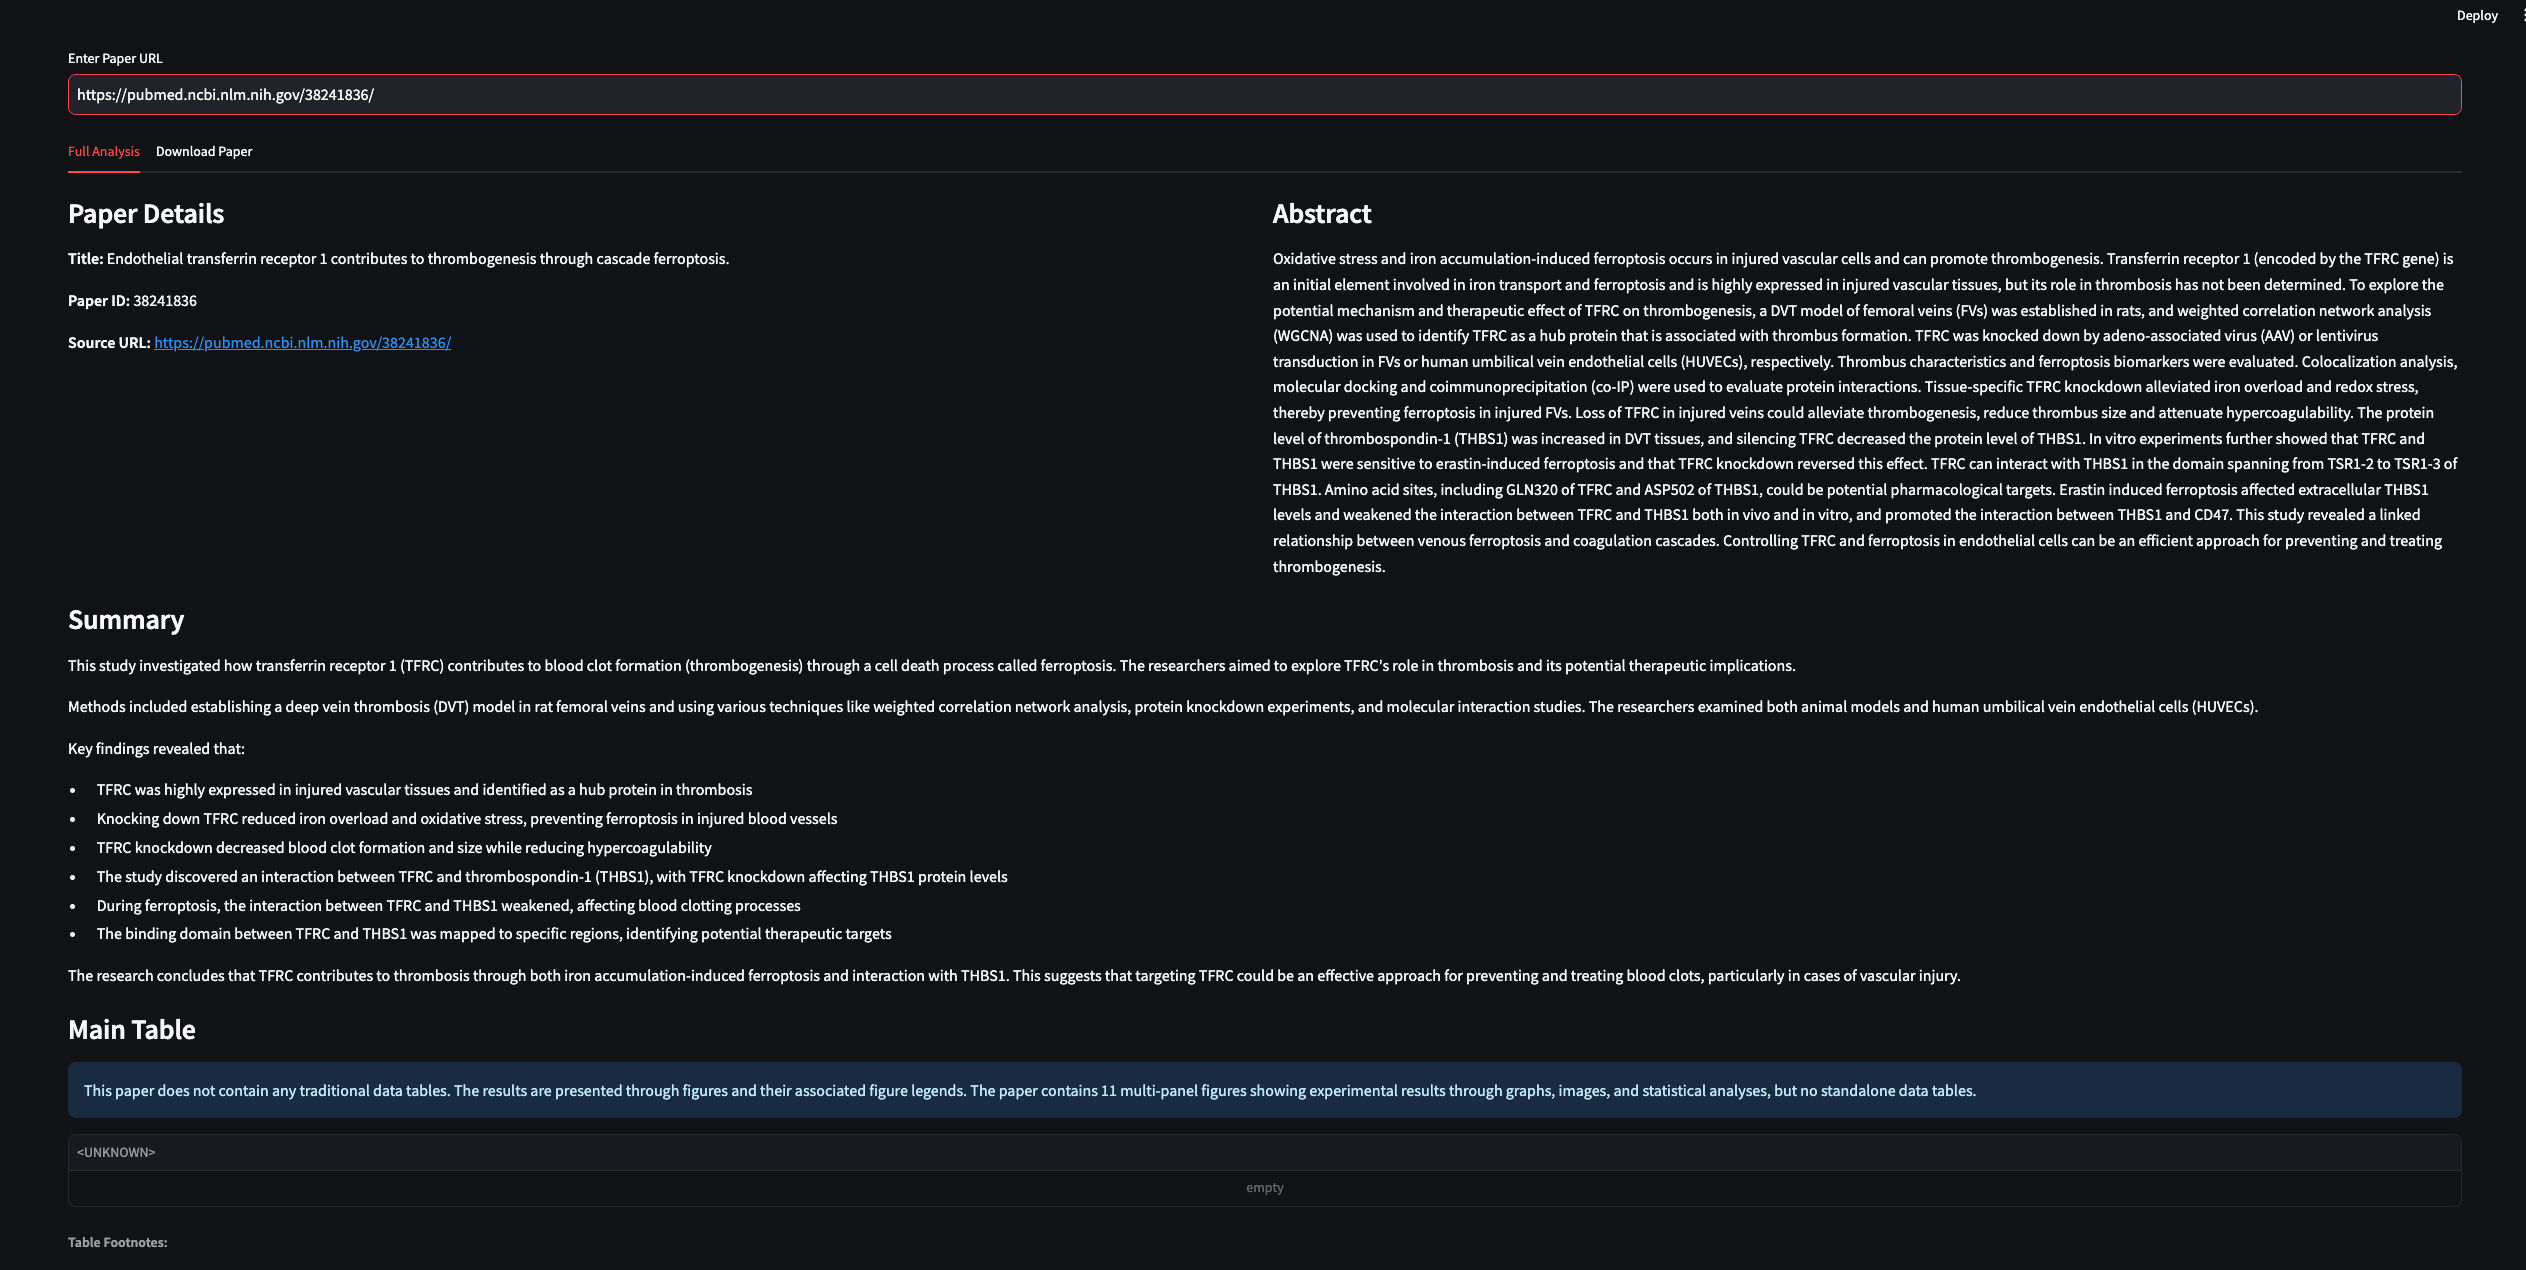 Deploy
Enter Paper URL
https://pubmed.ncbi.nlm.nih.gov/38241836/
Full Analysis
Download Paper
Paper Details
Title: Endothelial transferrin receptor 1 contributes to thrombogenesis through cascade ferroptosis.
Paper ID: 38241836
Source URL: https://pubmed.ncbi.nlm.nih.gov/38241836/
Abstract
Oxidative stress and iron accumulation-induced ferroptosis occurs in injured vascular cells and can promote thrombogenesis. Transferrin receptor 1 (encoded by the TFRC gene) is
an initial element involved in iron transport and ferroptosis and is highly expressed in injured vascular tissues, but its role in thrombosis has not been determined. To explore the
potential mechanism and therapeutic effect of TFRC on thrombogenesis, a DVT model of femoral veins (FVs) was established in rats, and weighted correlation network analysis
(WGCNA) was used to identify TFRC as a hub protein that is associated with thrombus formation. TFRC was knocked down by adeno-associated virus (AAV) or lentivirus
transduction in FVs or human umbilical vein endothelial cells (HUVECs), respectively. Thrombus characteristics and ferroptosis biomarkers were evaluated. Colocalization analysis,
molecular docking and coimmunoprecipitation (co-IP) were used to evaluate protein interactions. Tissue-specific TFRC knockdown alleviated iron overload and redox stress,
thereby preventing ferroptosis in injured FVs. Loss of TFRC in injured veins could alleviate thrombogenesis, reduce thrombus size and attenuate hypercoagulability. The protein
level of thrombospondin-1 (THBS1) was increased in DVT tissues, and silencing TFRC decreased the protein level of THBS1. In vitro experiments further showed that TFRC and
THBS1 were sensitive to erastin-induced ferroptosis and that TFRC knockdown reversed this effect. TFRC can interact with THBS1 in the domain spanning from TSR1-2 to TSR1-3 of
THBS1. Amino acid sites, including GLN320 of TFRC and ASP502 of THBS1, could be potential pharmacological targets. Erastin induced ferroptosis affected extracellular THBS1
levels and weakened the interaction between TFRC and THBS1 both in vivo and in vitro, and promoted the interaction between THBS1 and CD47. This study revealed a linked
relationship between venous ferroptosis and coagulation cascades. Controlling TFRC and ferroptosis in endothelial cells can be an efficient approach for preventing and treating
thrombogenesis.
Summary
This study investigated how transferrin receptor 1 (TFRC) contributes to blood clot formation (thrombogenesis) through a cell death process called ferroptosis. The researchers aimed to explore TFRC's role in thrombosis and its potential therapeutic implications.
Methods included establishing a deep vein thrombosis (DVT) model in rat femoral veins and using various techniques like weighted correlation network analysis, protein knockdown experiments, and molecular interaction studies. The researchers examined both animal models and human umbilical vein endothelial cells (HUVECs).
Key findings revealed that:
• TFRC was highly expressed in injured vascular tissues and identified as a hub protein in thrombosis
• Knocking down TFRC reduced iron overload and oxidative stress, preventing ferroptosis in injured blood vessels
• TFRC knockdown decreased blood clot formation and size while reducing hypercoagulability
• The study discovered an interaction between TFRC and thrombospondin-1 (THBS1), with TFRC knockdown affecting THBS1 protein levels
• During ferroptosis, the interaction between TFRC and THBS1 weakened, affecting blood clotting processes
• The binding domain between TFRC and THBS1 was mapped to specific regions, identifying potential therapeutic targets
The research concludes that TFRC contributes to thrombosis through both iron accumulation-induced ferroptosis and interaction with THBS1. This suggests that targeting TFRC could be an effective approach for preventing and treating blood clots, particularly in cases of vascular injury.
Main Table
This paper does not contain any traditional data tables. The results are presented through figures and their associated figure legends. The paper contains 11 multi-panel figures showing experimental results through graphs, images, and statistical analyses, but no standalone data tables.
<UNKNOWN>
empty
Table Footnotes: